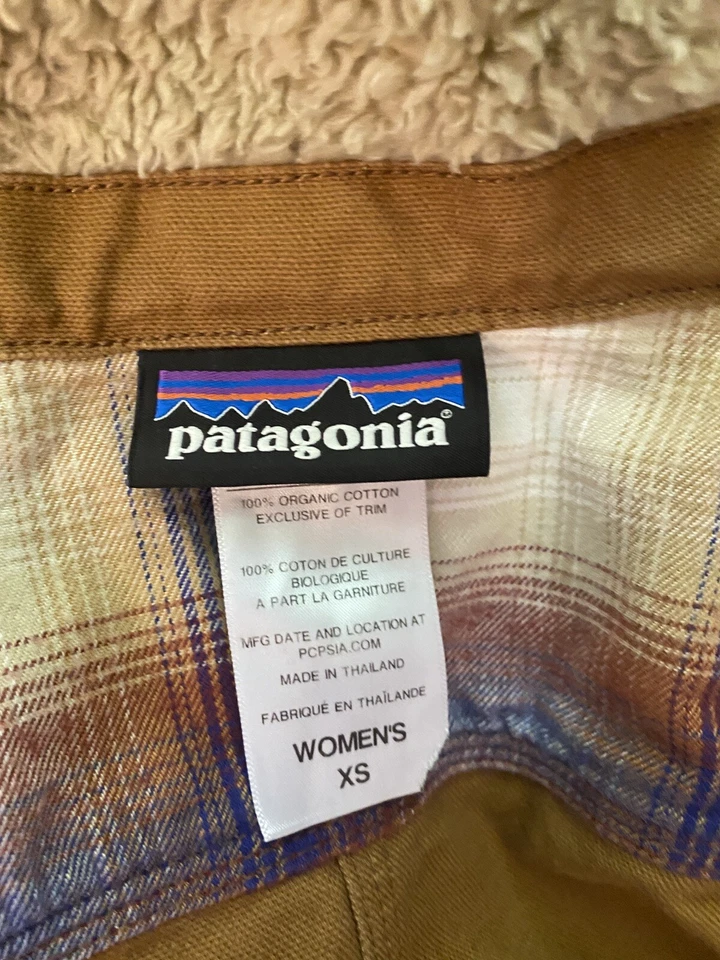 patagonia®
100% ORGANIC COTTON
EXCLUSIVE OF TRIM
100% COTON DE CULTURE
BIOLOGIQUE
A PART LA GARNITURE
MFG DATE AND LOCATION AT
PCPSIA.COM
MADE IN THAILAND
FABRIQUÉ EN THAÏLANDE
WOMEN'S
XS